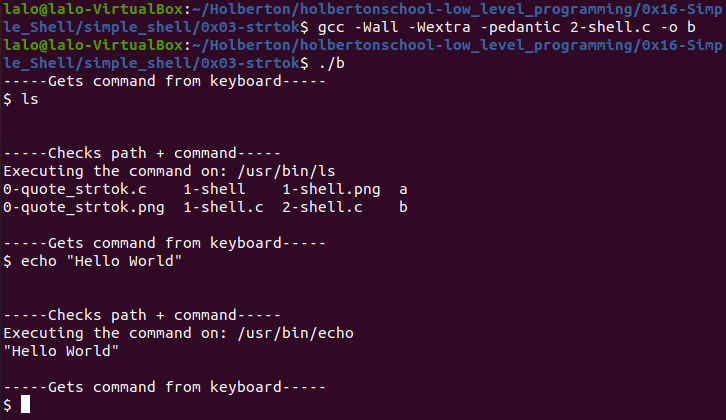 lalo@lalo-VirtualBox:~/Holberton/holbertonschool-low_level_programming/0x16-Simp
le_Shell/simple_shell/0x03-strtok$ gcc -Wall -Wextra -pedantic 2-shell.c -o b
lalo@lalo-VirtualBox:~/Holberton/holbertonschool-low_level_programming/0x16-Simp
le_Shell/simple_shell/0x03-strtok$ ./b
-----Gets command from keyboard-----
$ ls
-----Checks path + command-----
Executing the command on: /usr/bin/ls
0-quote_strtok.c    1-shell    1-shell.png  a
0-quote_strtok.png  1-shell.c  2-shell.c    b
-----Gets command from keyboard-----
$ echo "Hello World"
-----Checks path + command-----
Executing the command on: /usr/bin/echo
"Hello World"
-----Gets command from keyboard-----
$